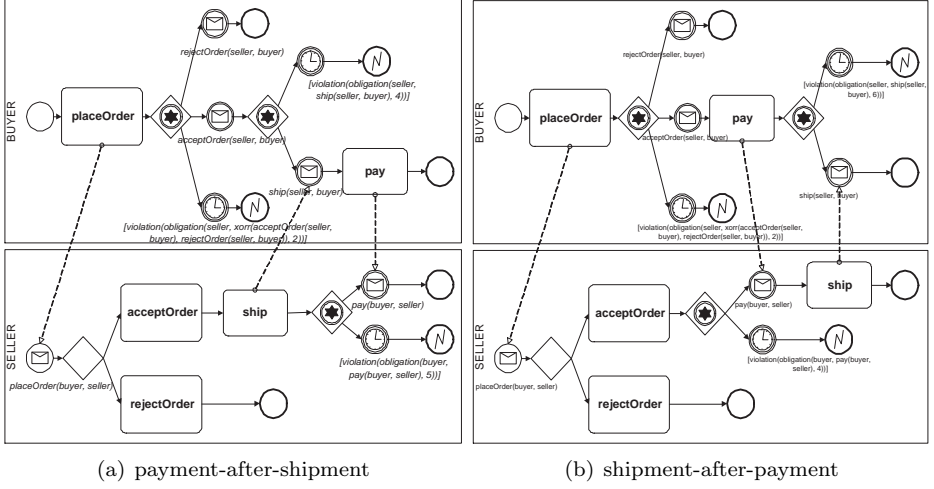 BUYER
placeOrder
rejectOrder(seller, buyer)
[violation(obligation(seller,
ship(seller, buyer), 4))]
acceptOrder(seller, buyer)
ship(seller, buyer)
pay
[violation(obligation(seller, xorr(acceptOrder(seller,
buyer), rejectOrder(seller, buyer)), 2))]
SELLER
placeOrder(buyer, seller)
acceptOrder
ship
pay(buyer, seller)
[violation(obligation(buyer,
pay(buyer, seller), 5))]
rejectOrder
(a) payment-after-shipment
BUYER
placeOrder
rejectOrder(seller, buyer)
acceptOrder(seller, buyer)
pay
[violation(obligation(seller, ship(seller,
buyer), 6))]
ship(seller, buyer)
[violation(obligation(seller, xorr(acceptOrder(seller,
buyer), rejectOrder(seller, buyer)), 2))]
SELLER
placeOrder(buyer, seller)
acceptOrder
pay(buyer, seller)
ship
[violation(obligation(buyer, pay(buyer,
seller), 4))]
rejectOrder
(b) shipment-after-payment